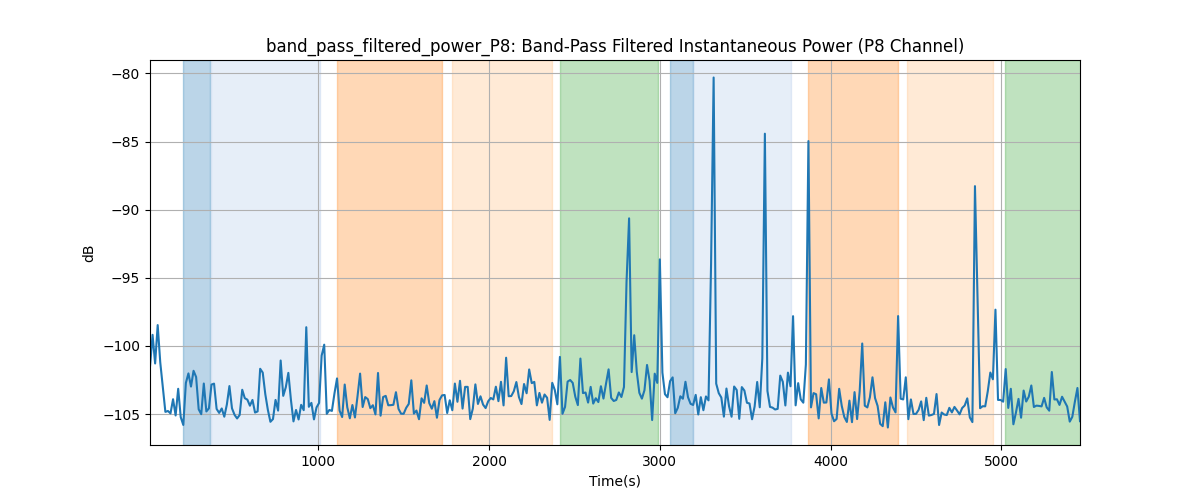 band_pass_filtered_power_P8: Band-Pass Filtered Instantaneous Power (P8 Channel)
−80
−85
−90
−95
−100
−105
dB
1000 2000 3000 4000 5000
Time(s)